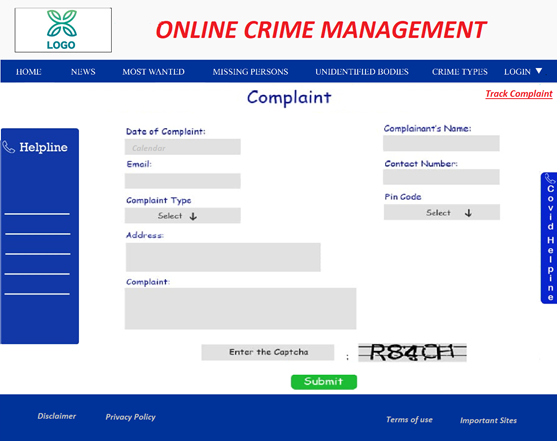 LOGO
ONLINE CRIME MANAGEMENT
HOME NEWS MOST WANTED MISSING PERSONS UNIDENTIFIED BODIES CRIME TYPES LOGIN
Complaint
Track Complaint
Helpline
Date of Complaint:
Calendar
Complainant's Name:
Email:
Contact Number:
Complaint Type
Select
Pin Code
Select
Address:
Complaint:
Covid Helpine
Enter the Captcha : R84CH
Submit
Disclaimer Privacy Policy Terms of use Important Sites